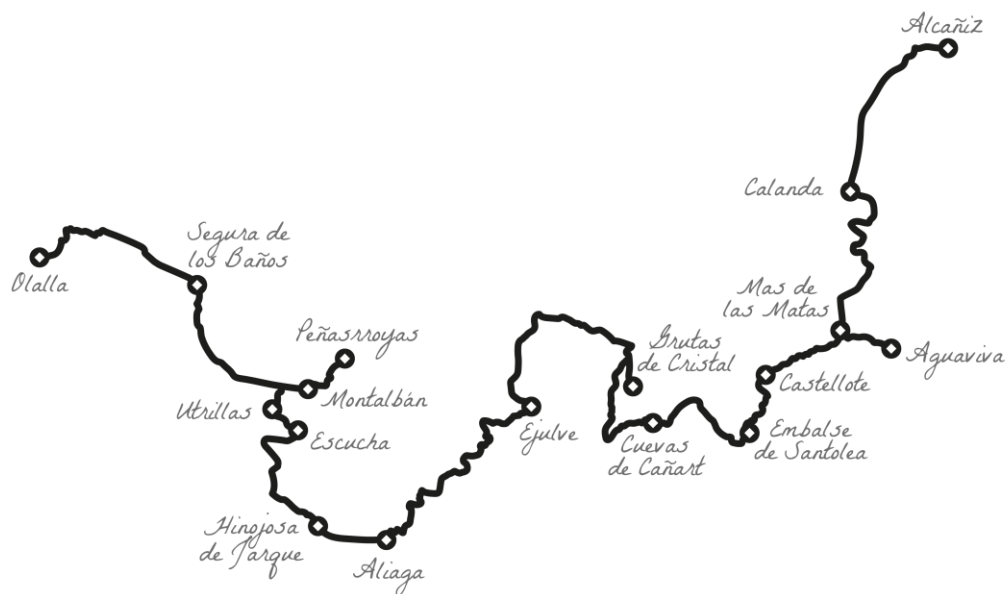 Alcañiz
Calanda
Segura de
los Baños
Olalla
Mas de
las Matas
Peñasrroyas
Grutas
de Cristal
Aguaviva
Montalbán
Castellote
Utrillas
Escucha
Ejulve
Embalse
de Santolea
Cuevas
de Cañart
Hinojosa
de Jarque
Aliaga